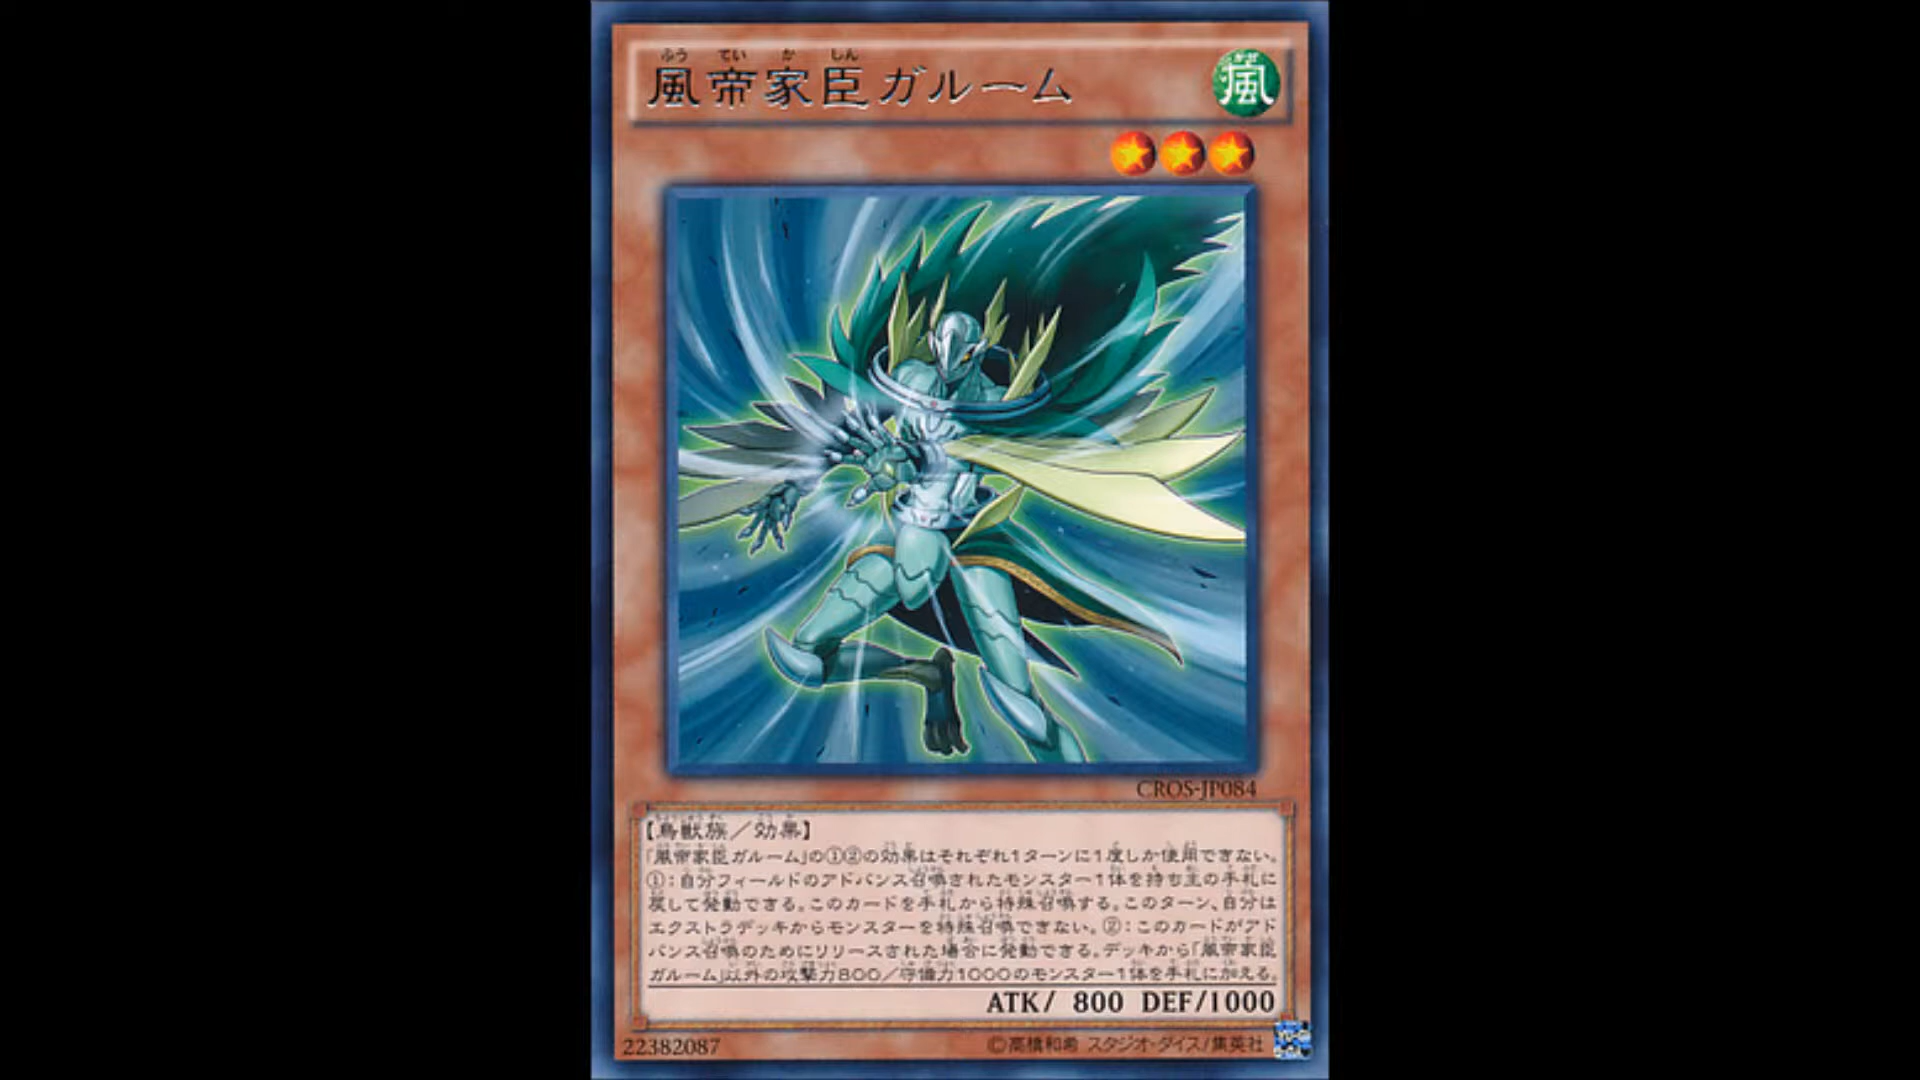 風帝家臣ガルーム
風
CROS-JP084
【鳥獣族／効果】
「風帝家臣ガルーム」の①②の効果はそれぞれ1ターンに1度しか使用できない。
①：自分フィールドのアドバンス召喚されたモンスター1体を持ち主の手札に
戻して発動できる。このカードを手札から特殊召喚する。このターン、自分は
エクストラデッキからモンスターを特殊召喚できない。②：このカードがアド
バンス召喚のためにリリースされた場合に発動できる。デッキから「風帝家臣
ガルーム」以外の攻撃力800／守備力1000のモンスター1体を手札に加える。
ATK/ 800 DEF/1000
22382087 ©高橋和希 スタジオ・ダイス/集英社